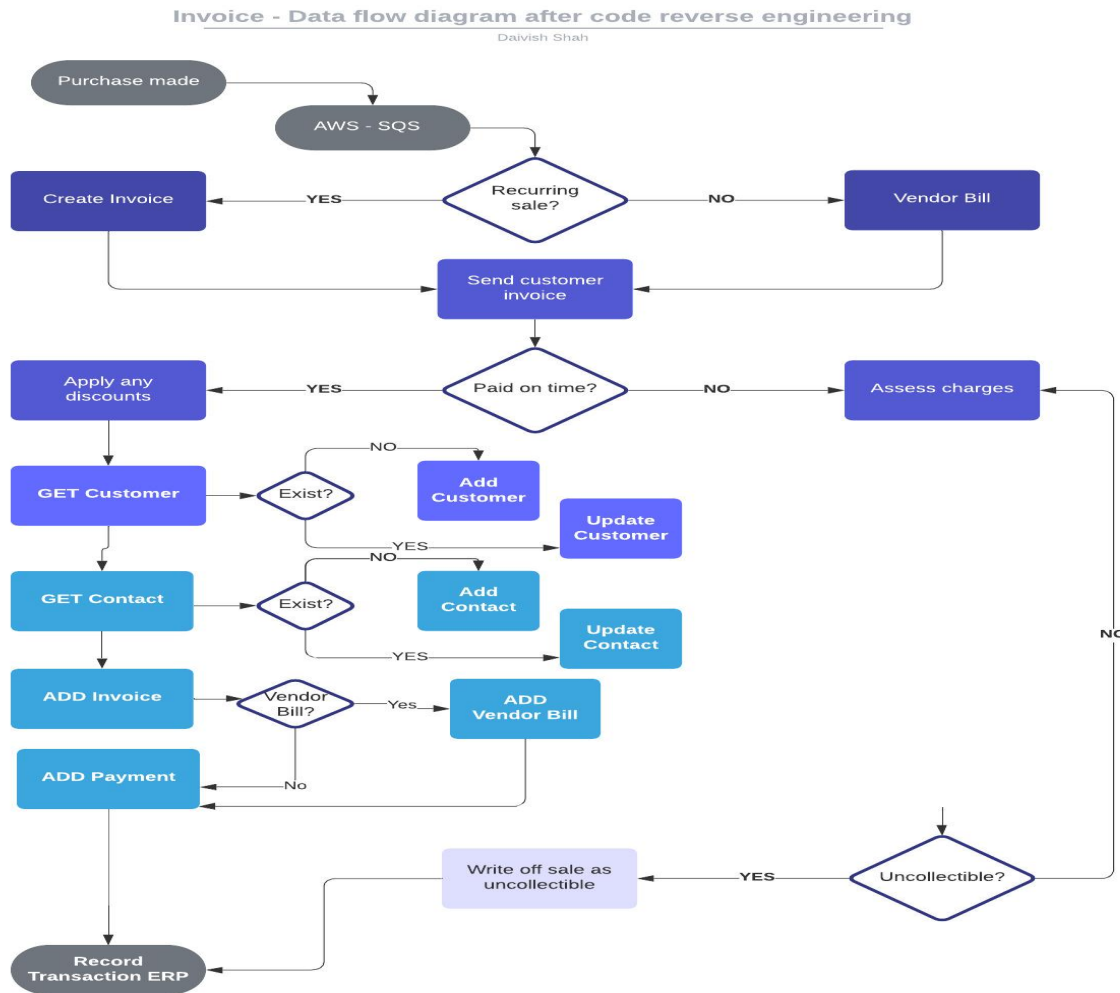 Invoice - Data flow diagram after code reverse engineering
Daivish Shah
Purchase made
AWS - SQS
Recurring
sale?
YES
NO
Create Invoice
Vendor Bill
Send customer
invoice
Paid on time?
YES
NO
Apply any
discounts
Assess charges
GET Customer
Exist?
NO
Add
Customer
YES
Update
Customer
GET Contact
Exist?
NO
Add
Contact
YES
Update
Contact
NO
ADD Invoice
Vendor
Bill?
Yes
ADD
Vendor Bill
No
ADD Payment
Uncollectible?
YES
Write off sale as
uncollectible
Record
Transaction ERP